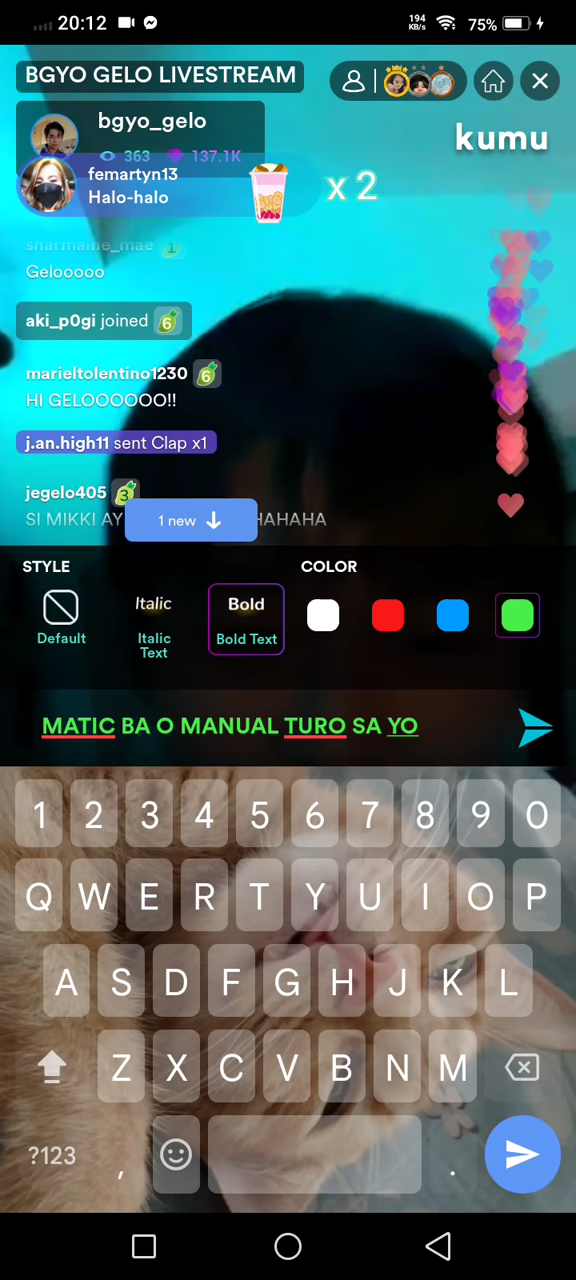 20:12
194
KB/s
75%
BGYO GELO LIVESTREAM
bgyo_gelo
363 137.1K
kumu
femartyn13
Halo-halo
x 2
sharmaine_mae 1
Gelooooo
aki_p0gi joined 6
marieltolentino1230 6
HI GELOOOOOO!!
j.an.high11 sent Clap x1
jegelo405 3
SI MIKKI AY
1 new
HAHAHA
STYLE
COLOR
Default
Italic
Italic
Text
Bold
Bold Text
MATIC BA O MANUAL TURO SA YO
1 2 3 4 5 6 7 8 9 0
Q W E R T Y U I O P
A S D F G H J K L
Z X C V B N M
?123 , .